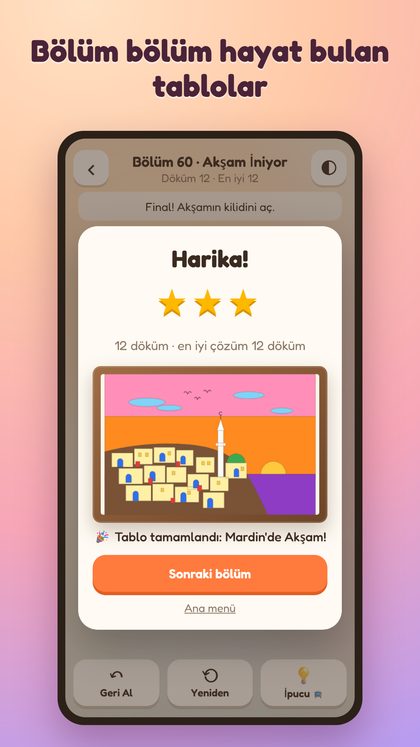 Bölüm bölüm hayat bulan
tablolar
Bölüm 60 · Akşam İniyor
Döküm 12 · En iyi 12
Final! Akşamın kilidini aç.
Harika!
12 döküm · en iyi çözüm 12 döküm
🎉 Tablo tamamlandı: Mardin'de Akşam!
Sonraki bölüm
Ana menü
Geri Al
Yeniden
İpucu